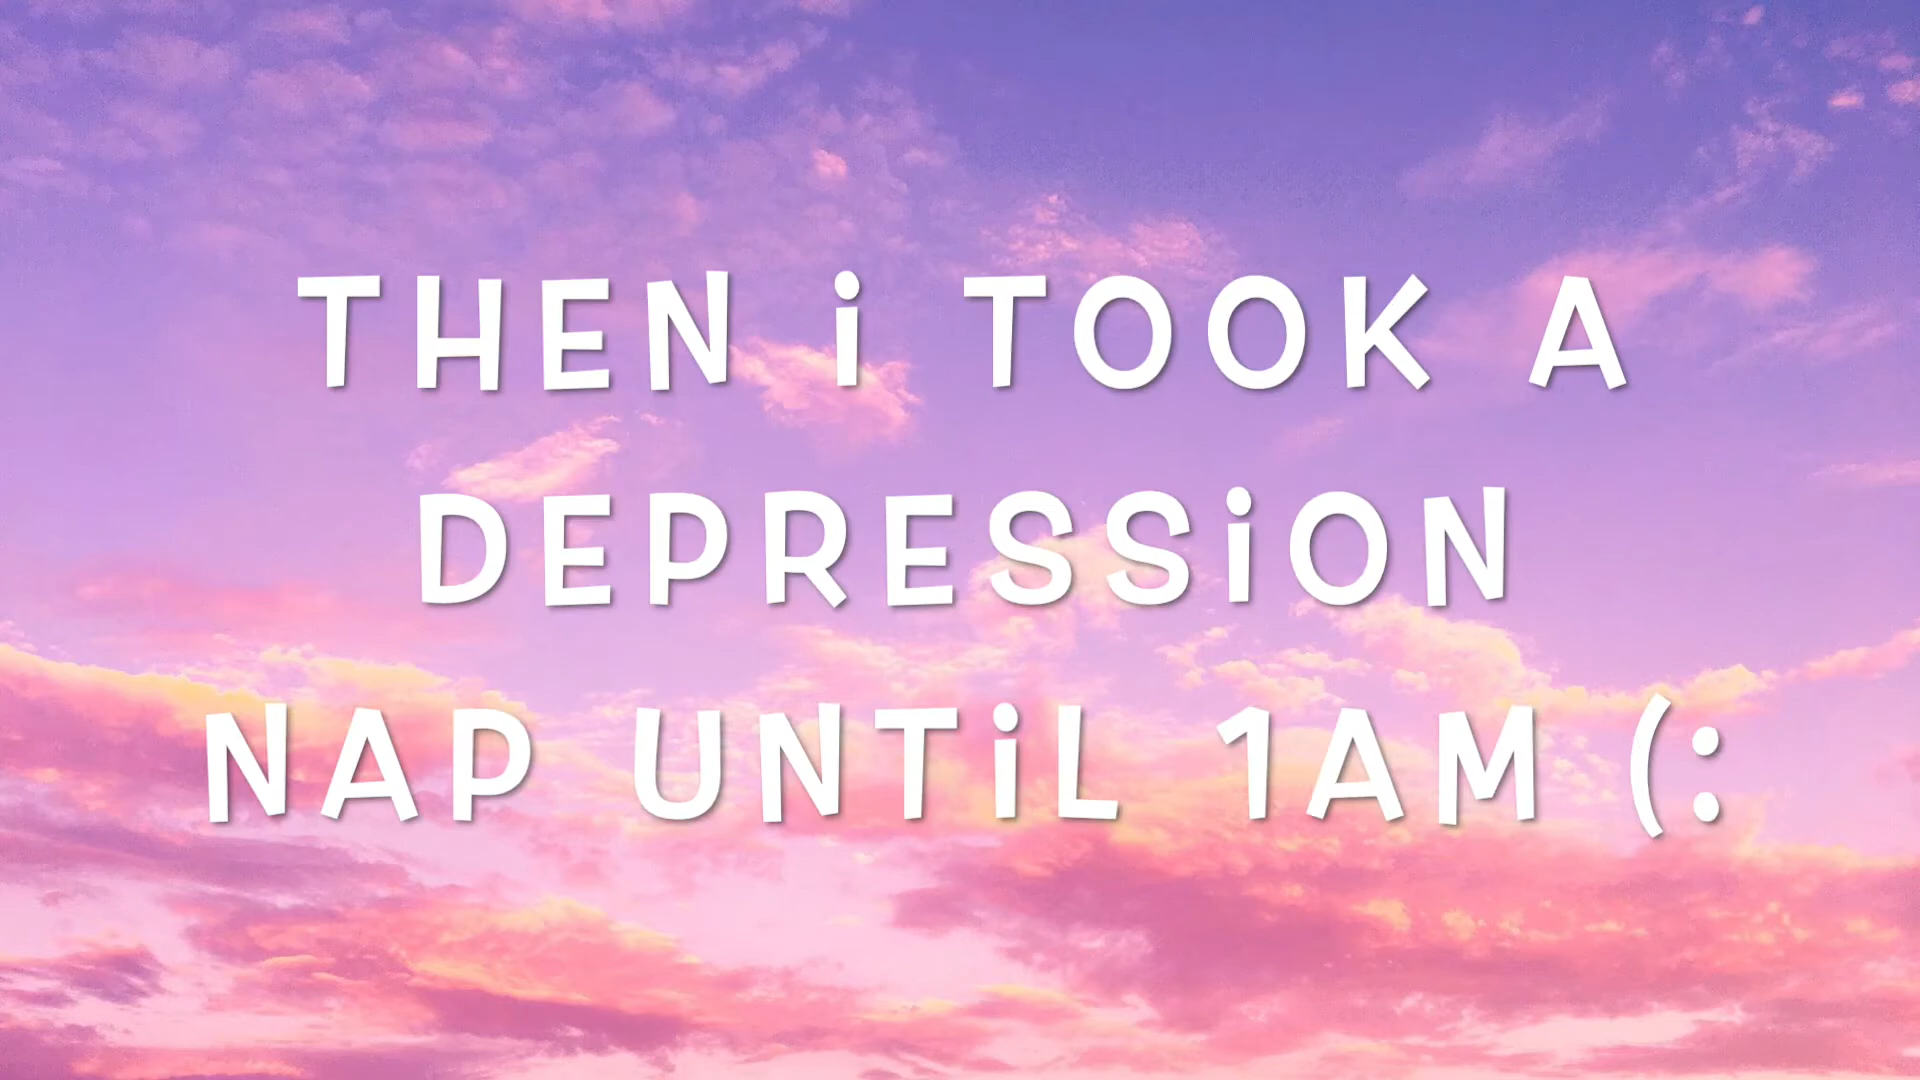 THEN i TOOK A
DEPRESSiON
NAP UNTiL 1AM (: